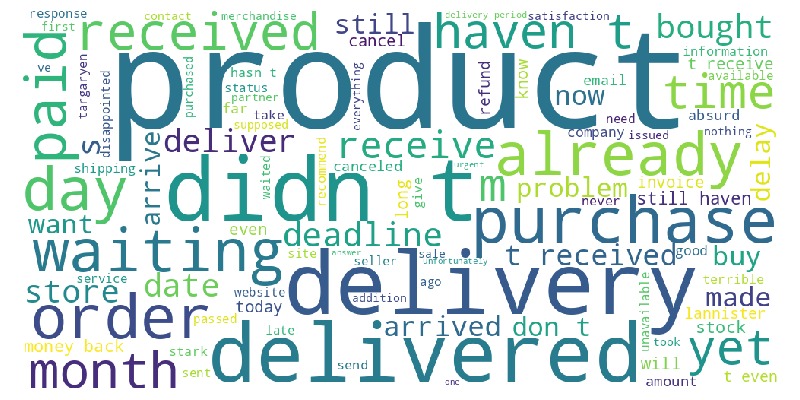 response
first
contact
merchandise
delivery period
satisfaction
received
still
haven t
bought
cancel
ve
targaryen
paid
s
disappointed
product
purchased
hasn t
status
partner
far
take
supposed
everything
refund
know
email
now
information
t receive
available
time
need
company
issued
absurd
nothing
deliver
arrive
receive
already
delay
shipping
waited
recommend
canceled
urgent
day
didn t
long
give
m
problem
invoice
never
still haven
want
even
deadline
purchase
waiting
site
answer
seller
sale
unfortunately
t received
good
buy
store
service
date
website
today
addition
ago
delivery
unavailable
terrible
made
lannister
order
passed
late
arrived
don t
stock
money back
stark
delivered
took
yet
month
sent
send
one
will
amount
t even